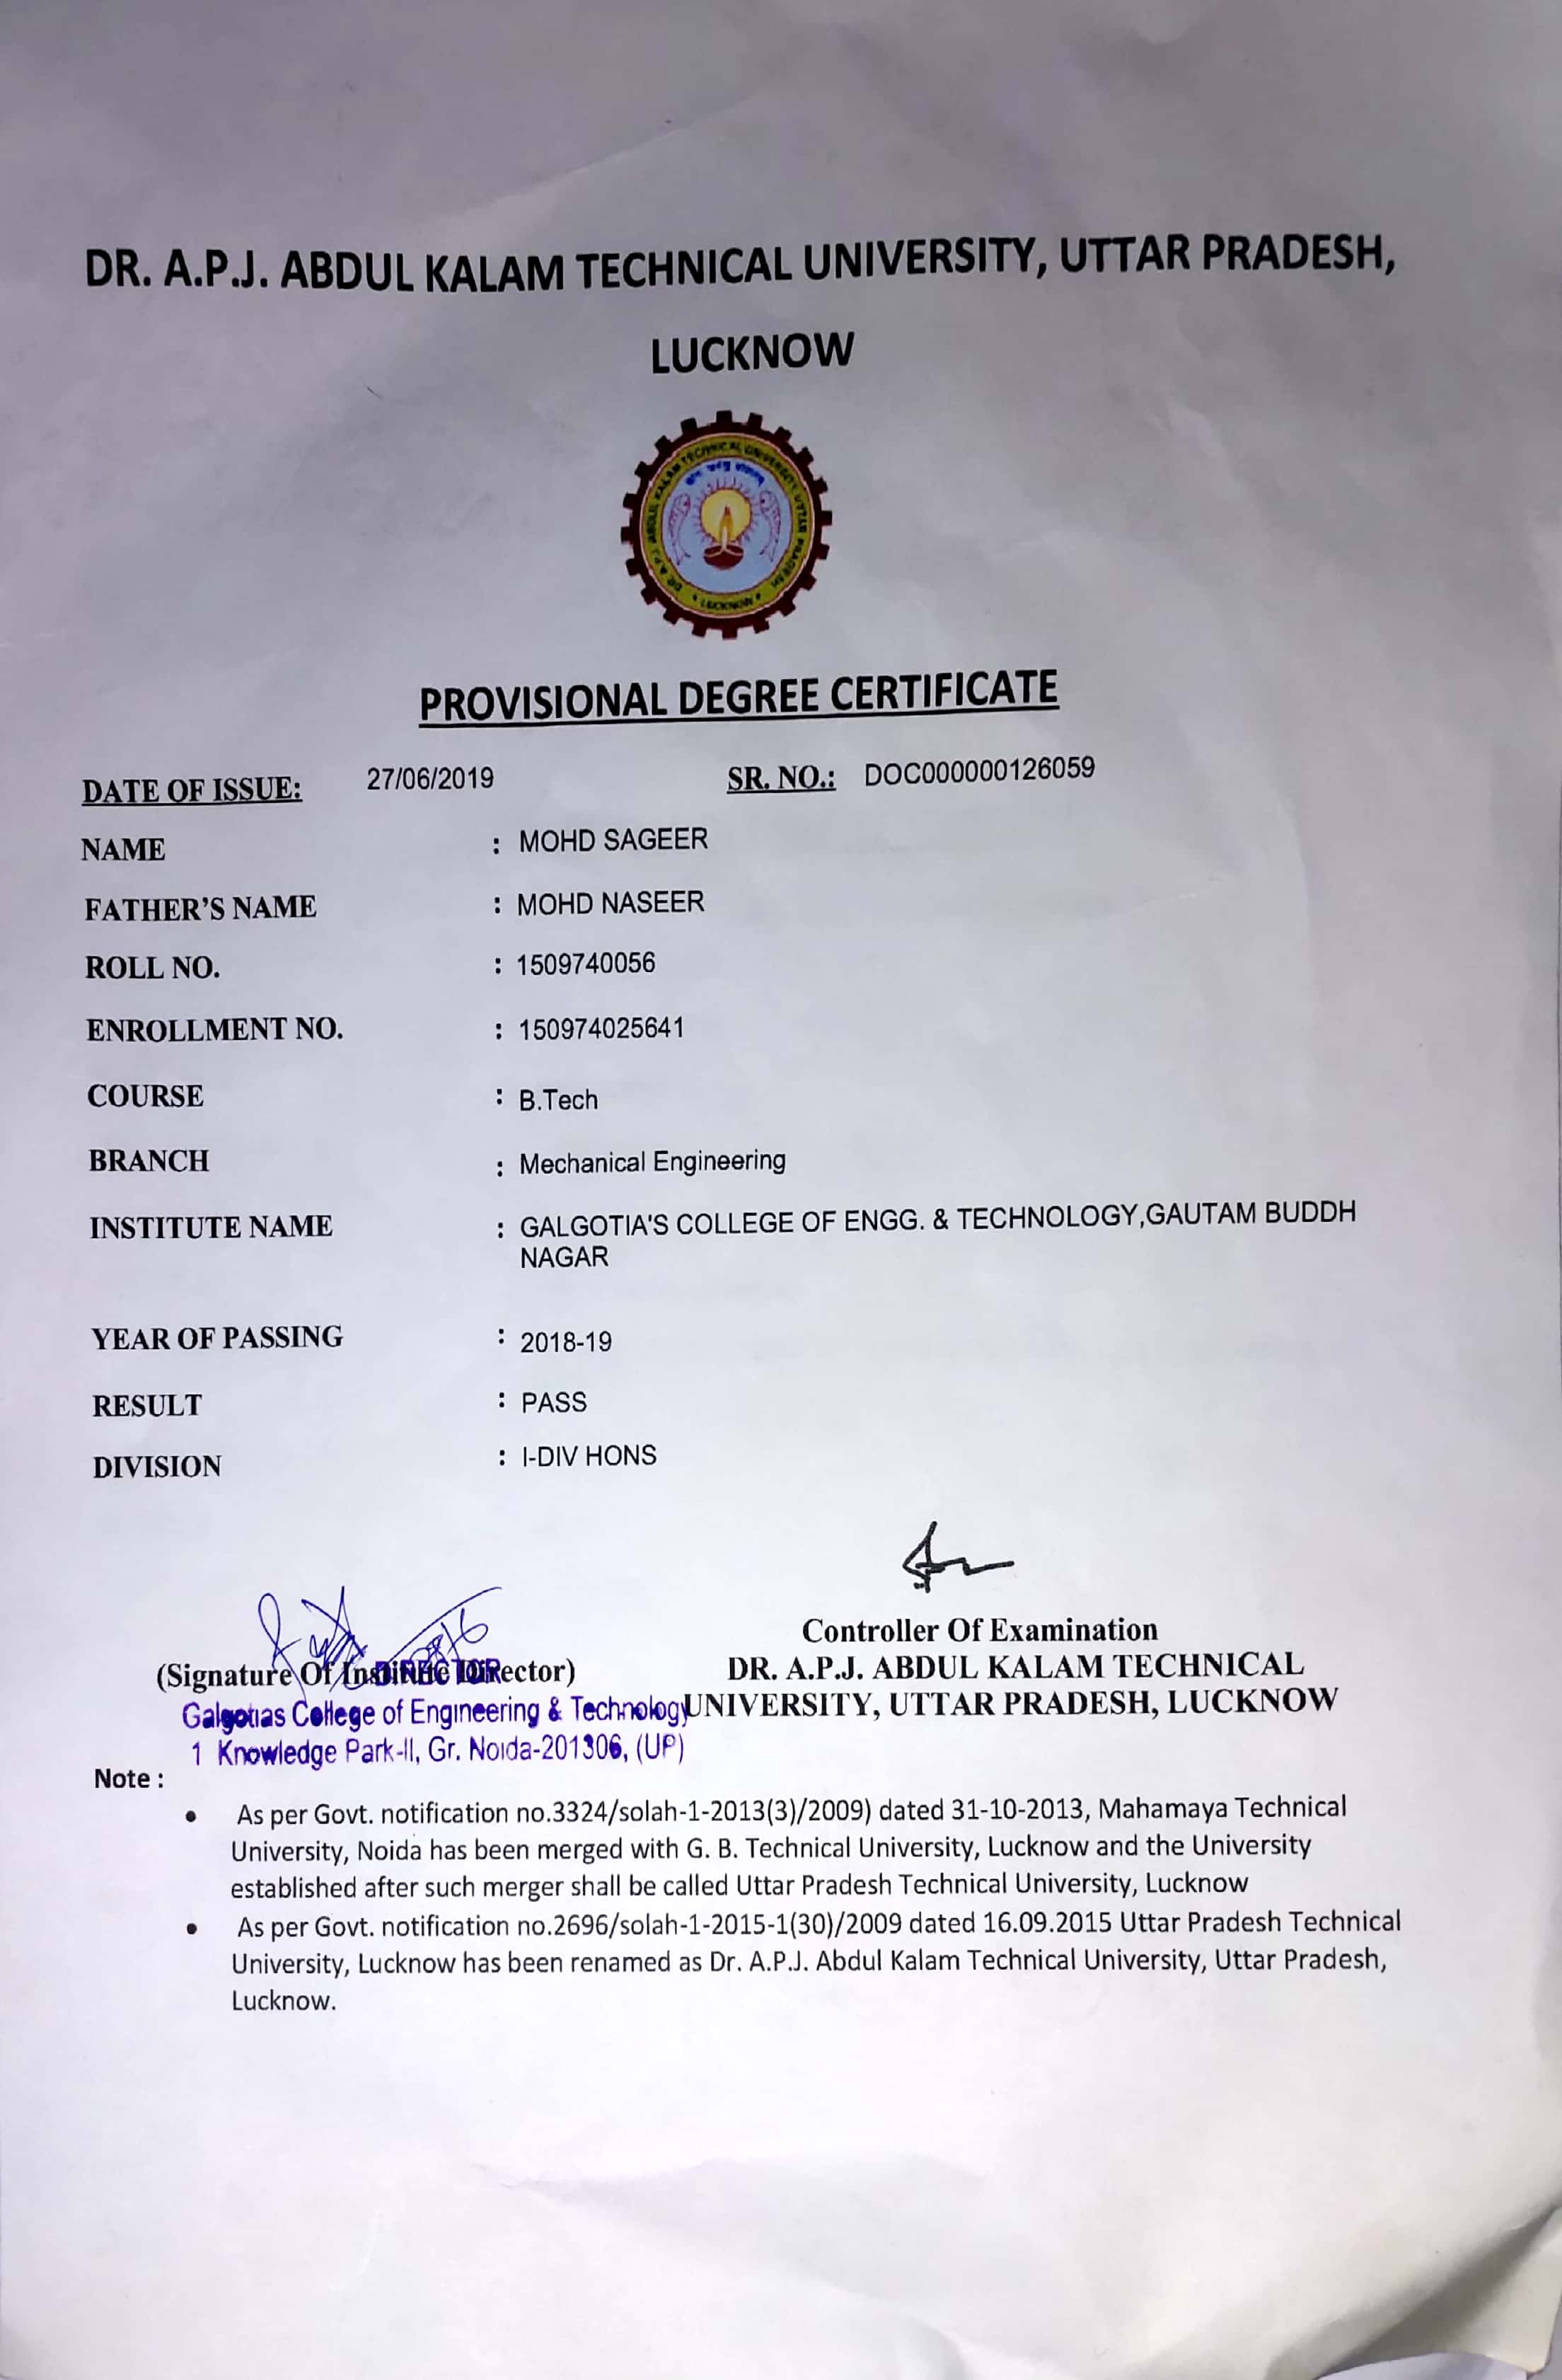 DR. A.P.J. ABDUL KALAM TECHNICAL UNIVERSITY, UTTAR PRADESH,
LUCKNOW
DR. A.P.J. ABDUL KALAM TECHNICAL UNIVERSITY UTTAR PRADESH
LUCKNOW
PROVISIONAL DEGREE CERTIFICATE
DATE OF ISSUE: 27/06/2019 SR. NO.: DOC000000126059
NAME : MOHD SAGEER
FATHER'S NAME : MOHD NASEER
ROLL NO. : 1509740056
ENROLLMENT NO. : 150974025641
COURSE : B.Tech
BRANCH : Mechanical Engineering
INSTITUTE NAME : GALGOTIA'S COLLEGE OF ENGG. & TECHNOLOGY,GAUTAM BUDDH
NAGAR
YEAR OF PASSING : 2018-19
RESULT : PASS
DIVISION : I-DIV HONS
Controller Of Examination
(Signature Of Institute Director) DR. A.P.J. ABDUL KALAM TECHNICAL
DIRECTOR
UNIVERSITY, UTTAR PRADESH, LUCKNOW
Galgotias College of Engineering & Technology
1 Knowledge Park-II, Gr. Noida-201306, (UP)
Note :
• As per Govt. notification no.3324/solah-1-2013(3)/2009) dated 31-10-2013, Mahamaya Technical
University, Noida has been merged with G. B. Technical University, Lucknow and the University
established after such merger shall be called Uttar Pradesh Technical University, Lucknow
• As per Govt. notification no.2696/solah-1-2015-1(30)/2009 dated 16.09.2015 Uttar Pradesh Technical
University, Lucknow has been renamed as Dr. A.P.J. Abdul Kalam Technical University, Uttar Pradesh,
Lucknow.